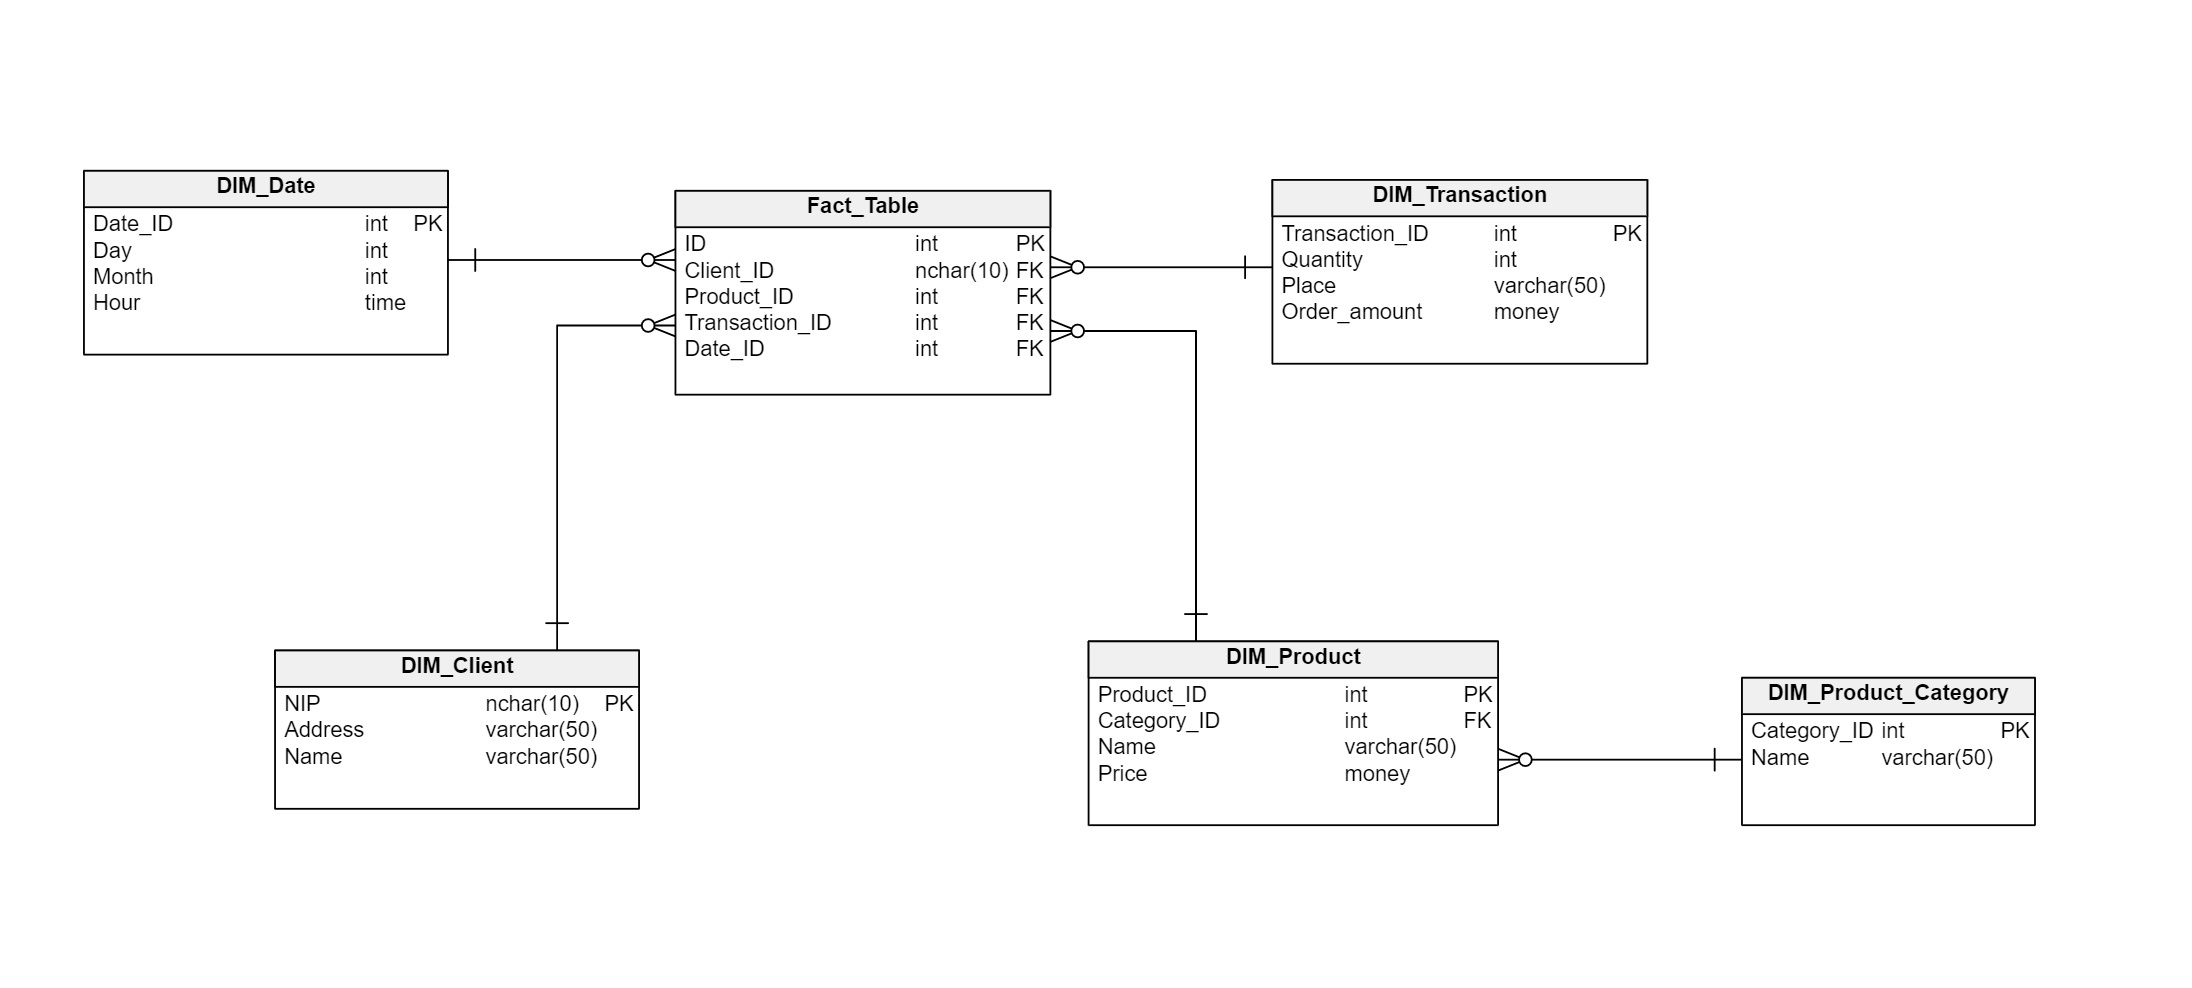 DIM_Date
Date_ID int PK
Day int
Month int
Hour time
Fact_Table
ID int PK
Client_ID nchar(10) FK
Product_ID int FK
Transaction_ID int FK
Date_ID int FK
DIM_Transaction
Transaction_ID int PK
Quantity int
Place varchar(50)
Order_amount money
DIM_Client
NIP nchar(10) PK
Address varchar(50)
Name varchar(50)
DIM_Product
Product_ID int PK
Category_ID int FK
Name varchar(50)
Price money
DIM_Product_Category
Category_ID int PK
Name varchar(50)